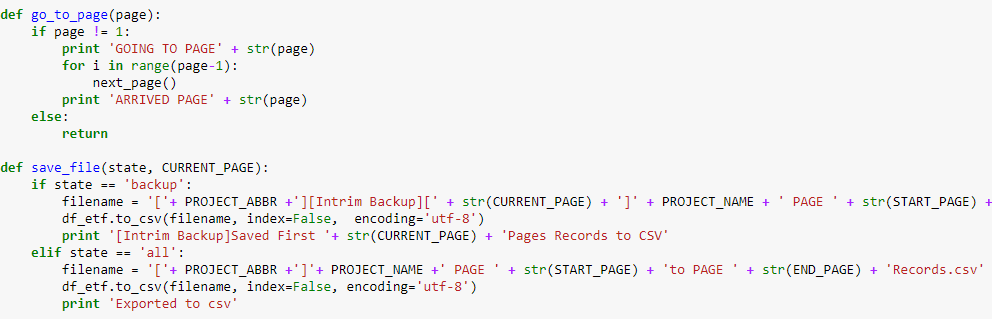 def go_to_page(page):
    if page != 1:
        print 'GOING TO PAGE' + str(page)
        for i in range(page-1):
            next_page()
        print 'ARRIVED PAGE' + str(page)
    else:
        return
def save_file(state, CURRENT_PAGE):
    if state == 'backup':
        filename = '['+ PROJECT_ABBR +'][Intrim Backup][' + str(CURRENT_PAGE) + ']' + PROJECT_NAME + ' PAGE ' + str(START_PAGE) +
        df_etf.to_csv(filename, index=False,  encoding='utf-8')
        print '[Intrim Backup]Saved First '+ str(CURRENT_PAGE) + 'Pages Records to CSV'
    elif state == 'all':
        filename = '['+ PROJECT_ABBR +']'+ PROJECT_NAME +' PAGE ' + str(START_PAGE) + 'to PAGE ' + str(END_PAGE) + 'Records.csv'
        df_etf.to_csv(filename, index=False, encoding='utf-8')
        print 'Exported to csv'